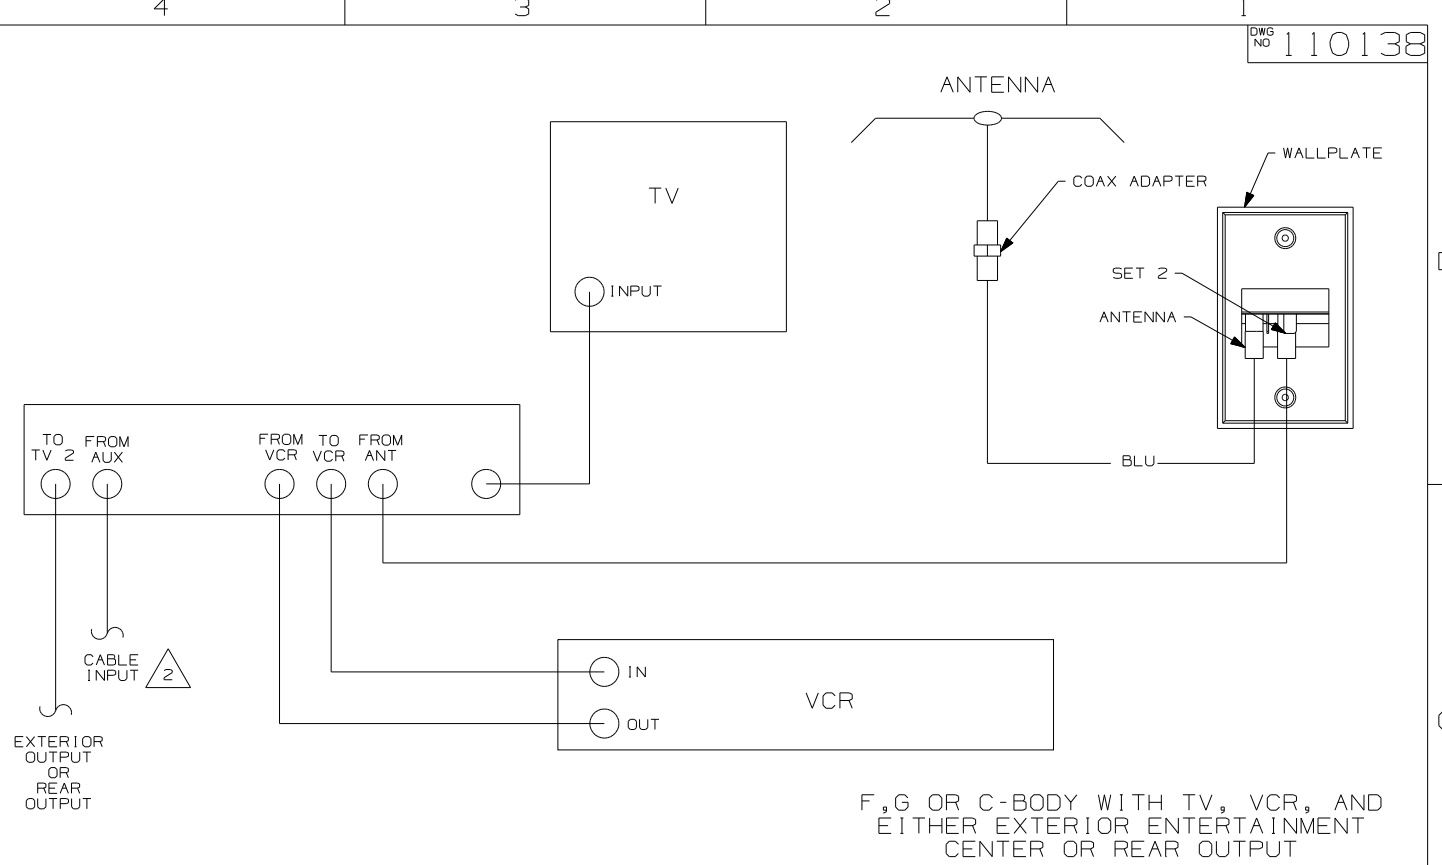 4
3
2
1
DWG
NO
110138
ANTENNA
WALLPLATE
COAX ADAPTER
TV
SET 2
INPUT
ANTENNA
TO
TV 2
FROM
AUX
FROM
VCR
TO
VCR
FROM
ANT
BLU
CABLE
INPUT
2
IN
VCR
OUT
EXTERIOR
OUTPUT
OR
REAR
OUTPUT
F,G OR C-BODY WITH TV, VCR, AND
EITHER EXTERIOR ENTERTAINMENT
CENTER OR REAR OUTPUT